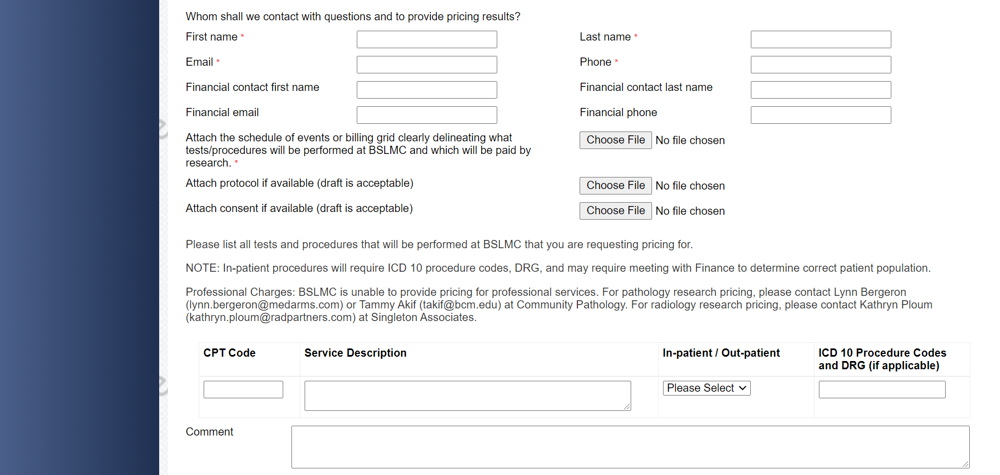 Whom shall we contact with questions and to provide pricing results?
First name *
Last name *
Email *
Phone *
Financial contact first name
Financial contact last name
Financial email
Financial phone
Attach the schedule of events or billing grid clearly delineating what
tests/procedures will be performed at BSLMC and which will be paid by
research. *
Choose File No file chosen
Attach protocol if available (draft is acceptable)
Choose File No file chosen
Attach consent if available (draft is acceptable)
Choose File No file chosen
Please list all tests and procedures that will be performed at BSLMC that you are requesting pricing for.
NOTE: In-patient procedures will require ICD 10 procedure codes, DRG, and may require meeting with Finance to determine correct patient population.
Professional Charges: BSLMC is unable to provide pricing for professional services. For pathology research pricing, please contact Lynn Bergeron
(lynn.bergeron@medarms.com) or Tammy Akif (takif@bcm.edu) at Community Pathology. For radiology research pricing, please contact Kathryn Ploum
(kathryn.ploum@radpartners.com) at Singleton Associates.
CPT Code
Service Description
In-patient / Out-patient
ICD 10 Procedure Codes
and DRG (if applicable)
Please Select
Comment